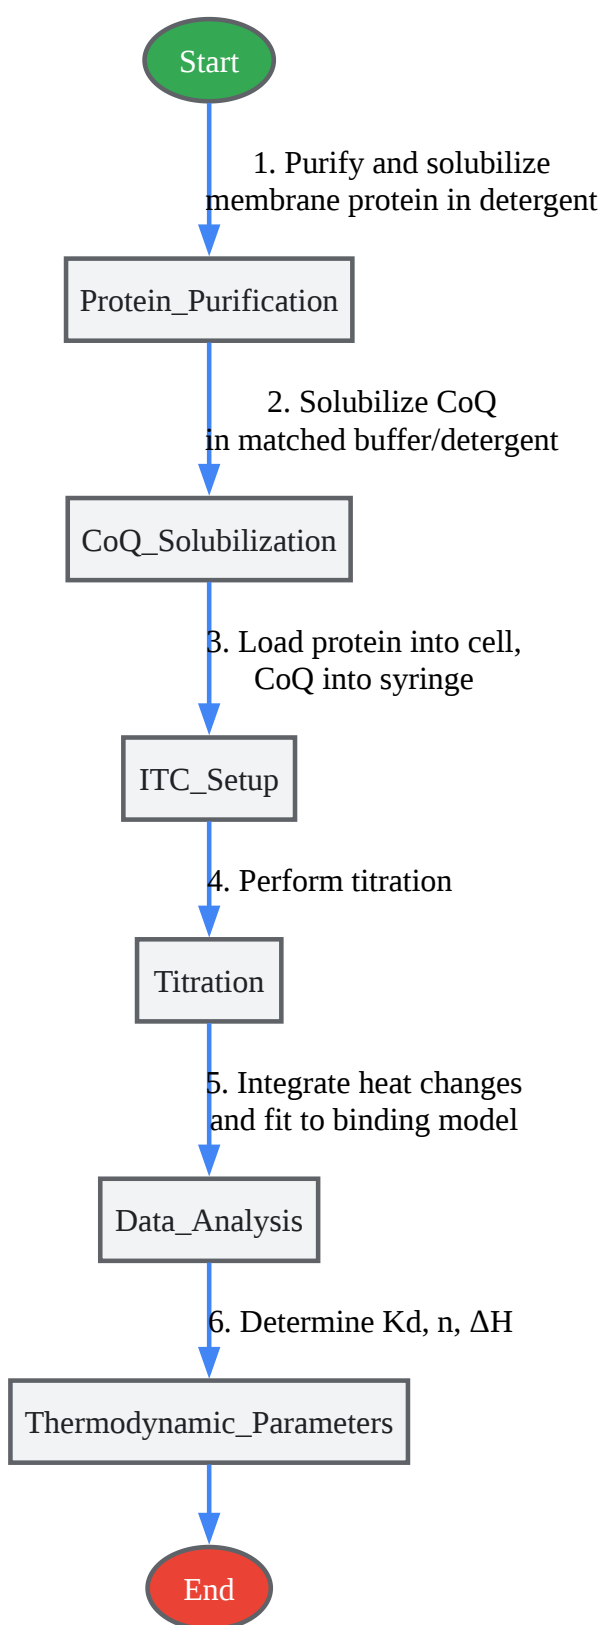 Start
1. Purify and solubilize
membrane protein in detergent
Protein_Purification
2. Solubilize CoQ
in matched buffer/detergent
CoQ_Solubilization
3. Load protein into cell,
CoQ into syringe
ITC_Setup
4. Perform titration
Titration
5. Integrate heat changes
and fit to binding model
Data_Analysis
6. Determine Kd, n, ΔH
Thermodynamic_Parameters
End